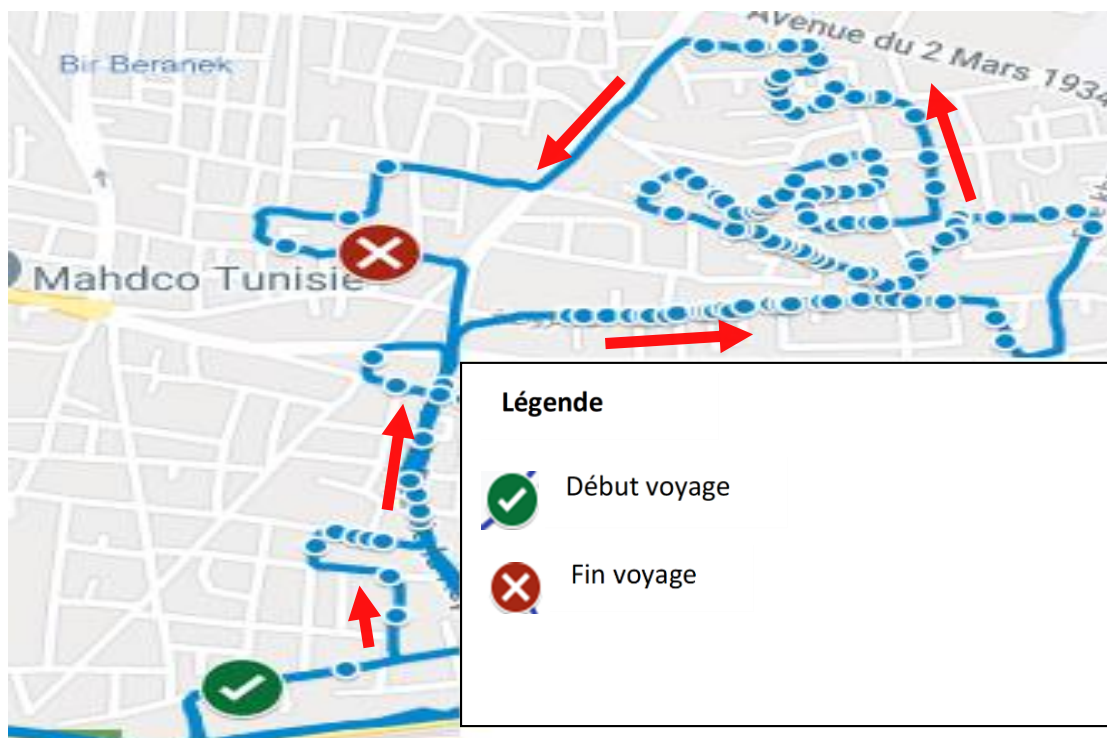 Bir Beranek
Avenue du 2 Mars 1934
Mahdco Tunisie
Légende
Début voyage
Fin voyage